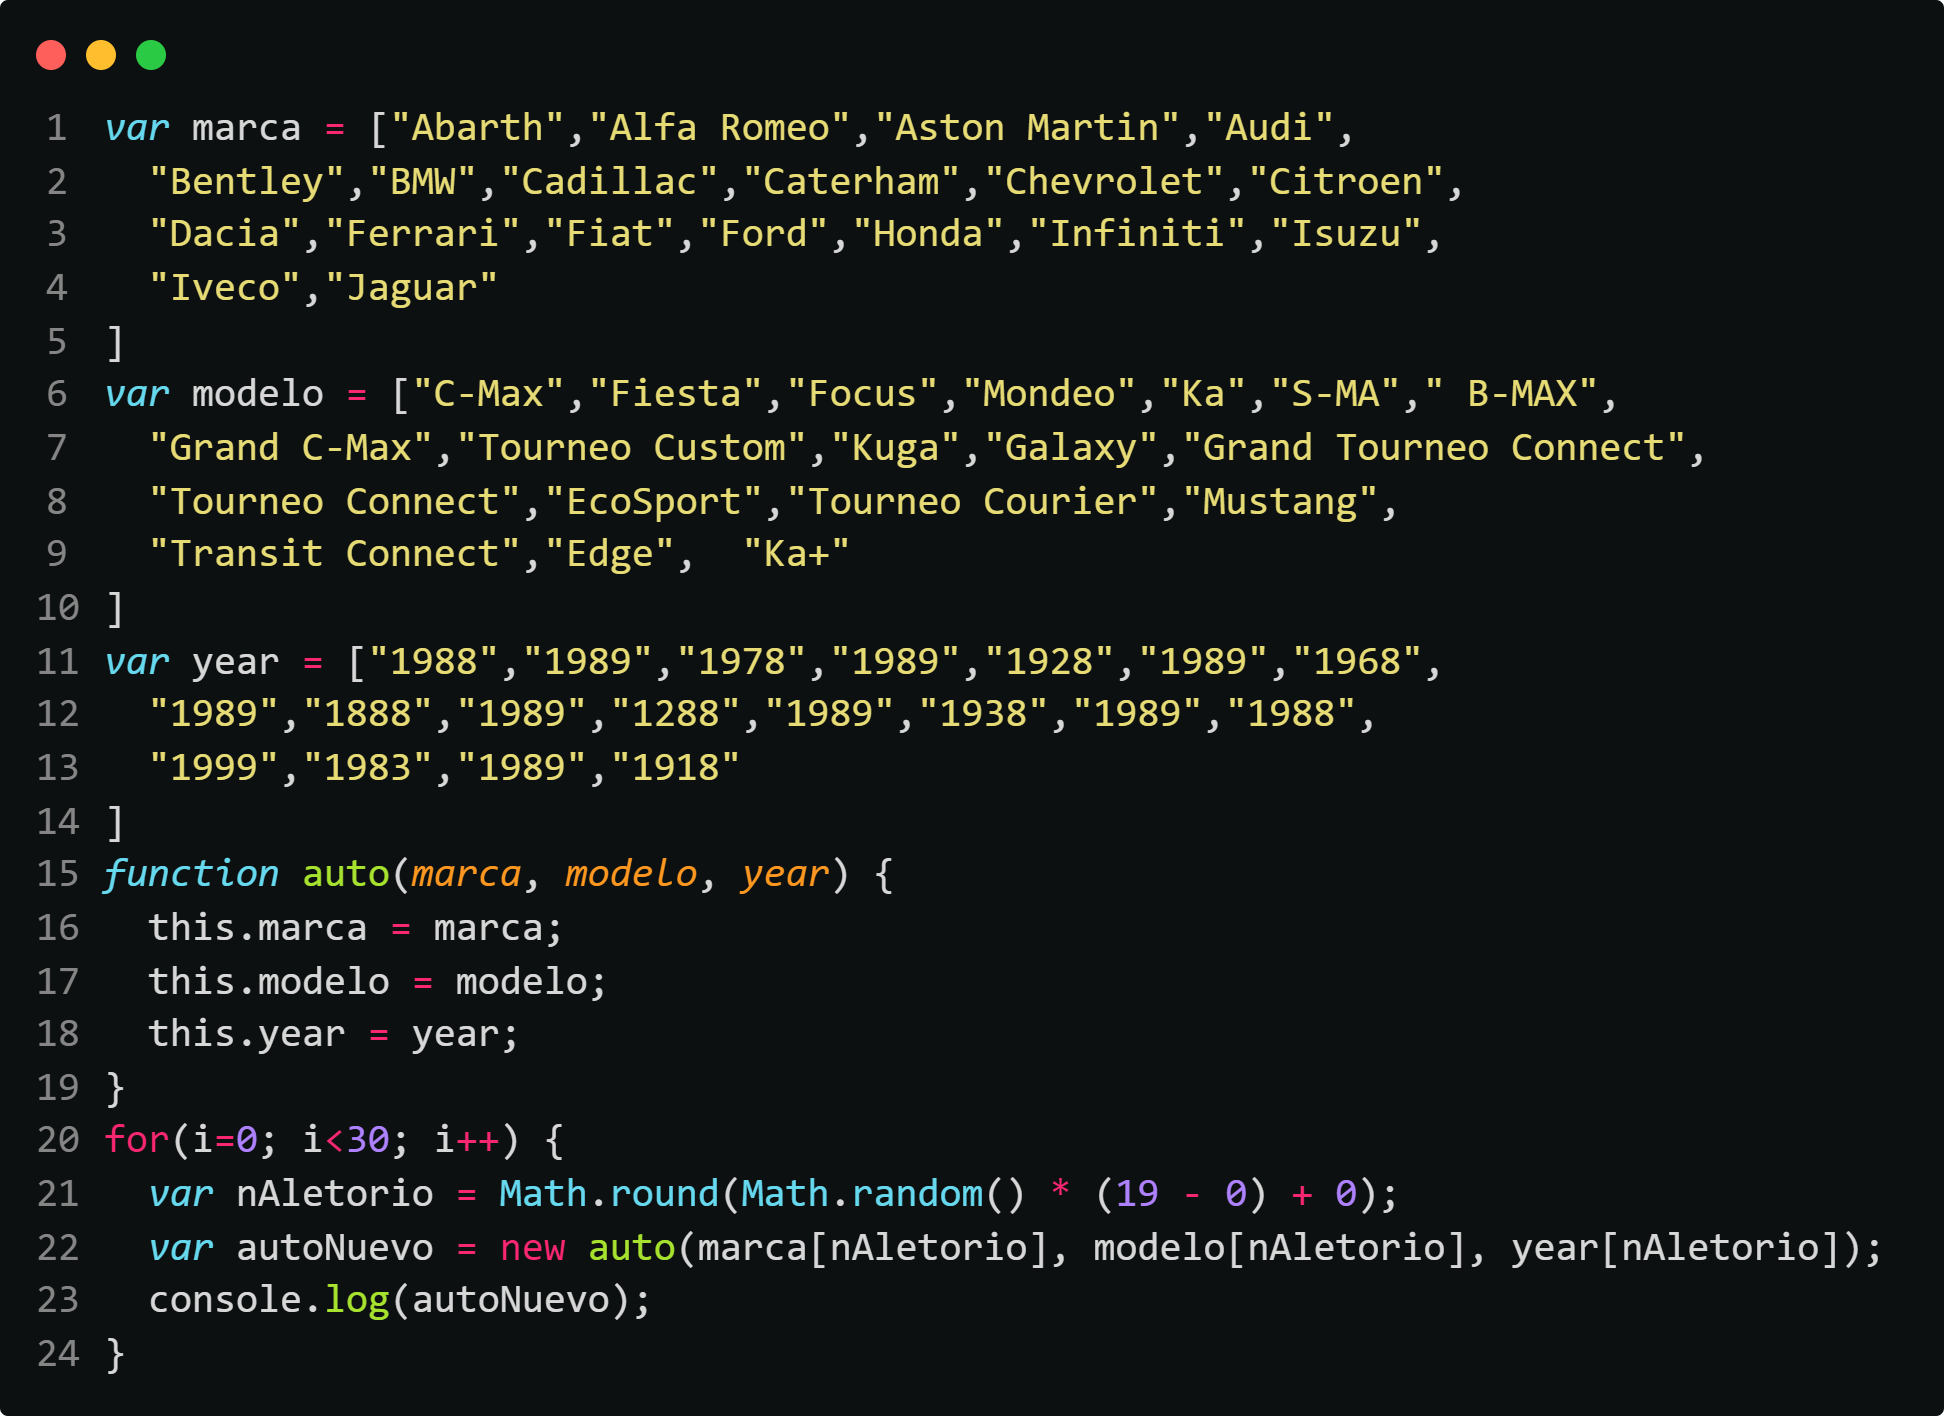 1 var marca = ["Abarth","Alfa Romeo","Aston Martin","Audi",
2   "Bentley","BMW","Cadillac","Caterham","Chevrolet","Citroen",
3   "Dacia","Ferrari","Fiat","Ford","Honda","Infiniti","Isuzu",
4   "Iveco","Jaguar"
5 ]
6 var modelo = ["C-Max","Fiesta","Focus","Mondeo","Ka","S-MA"," B-MAX",
7   "Grand C-Max","Tourneo Custom","Kuga","Galaxy","Grand Tourneo Connect",
8   "Tourneo Connect","EcoSport","Tourneo Courier","Mustang",
9   "Transit Connect","Edge",  "Ka+"
10 ]
11 var year = ["1988","1989","1978","1989","1928","1989","1968",
12   "1989","1888","1989","1288","1989","1938","1989","1988",
13   "1999","1983","1989","1918"
14 ]
15 function auto(marca, modelo, year) {
16   this.marca = marca;
17   this.modelo = modelo;
18   this.year = year;
19 }
20 for(i=0; i<30; i++) {
21   var nAletorio = Math.round(Math.random() * (19 - 0) + 0);
22   var autoNuevo = new auto(marca[nAletorio], modelo[nAletorio], year[nAletorio]);
23   console.log(autoNuevo);
24 }